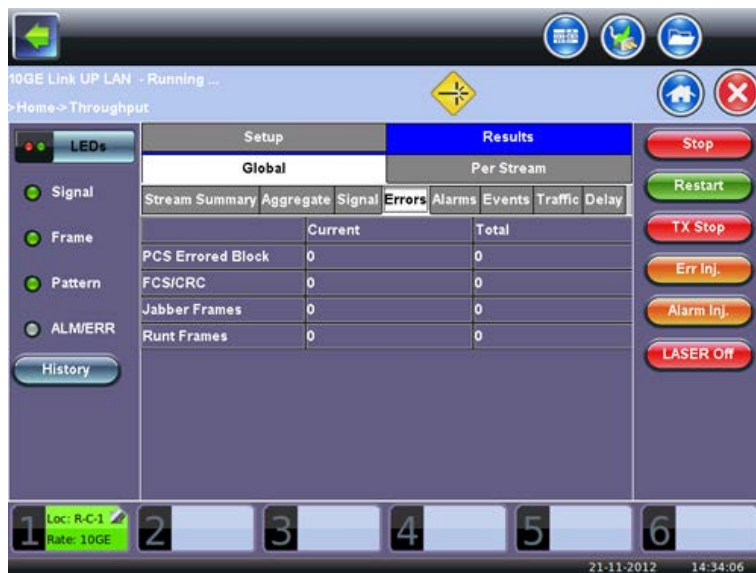 10GE Link UP LAN - Running ...
>Home->Throughput
LEDs
Signal
Frame
Pattern
ALM/ERR
History
Setup Results
Global Per Stream
Stream Summary Aggregate Signal Errors Alarms Events Traffic Delay
Current Total
PCS Errored Block 0 0
FCS/CRC 0 0
Jabber Frames 0 0
Runt Frames 0 0
Stop
Restart
TX Stop
Err Inj.
Alarm Inj.
LASER Off
1 Loc: R-C-1
Rate: 10GE
2 3 4 5 6
21-11-2012 14:34:06